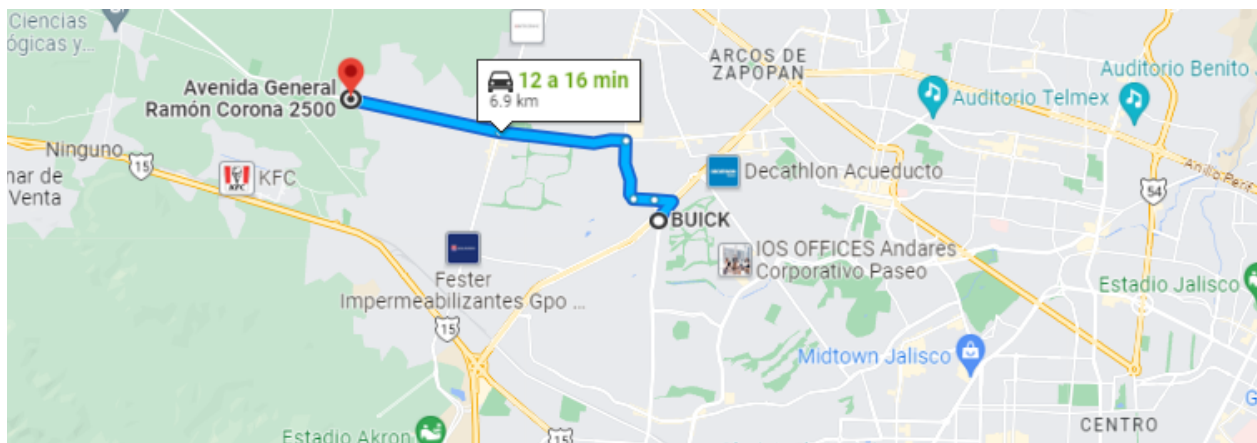 Ciencias
ógicas y...
Avenida General
Ramón Corona 2500
12 a 16 min
6.9 km
ARCOS DE
ZAPOPAN
Auditorio Benito
Auditorio Telmex
Ninguno
15
KFC
KFC
nar de
Venta
Decathlon Acueducto
Anillo Peri
54
BUICK
IOS OFFICES Andares
Corporativo Paseo
Fester
Impermeabilizantes Gpo ...
Estadio Jalisco
15
Midtown Jalisco
CENTRO
G
Estadio Akron
15